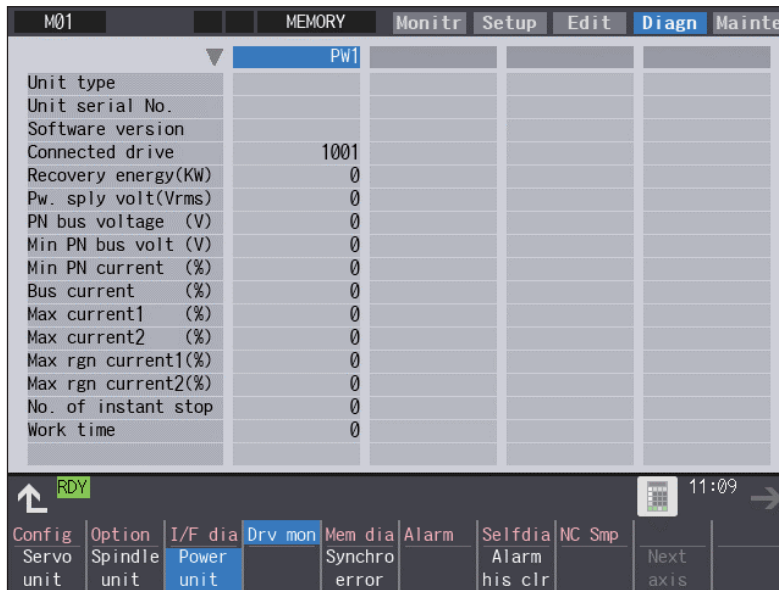 M01 MEMORY Monitr Setup Edit Diagn Mainte
PW1
Unit type
Unit serial No.
Software version
Connected drive 1001
Recovery energy(KW) 0
Pw. sply volt(Vrms) 0
PN bus voltage (V) 0
Min PN bus volt (V) 0
Min PN current (%) 0
Bus current (%) 0
Max current1 (%) 0
Max current2 (%) 0
Max rgn current1(%) 0
Max rgn current2(%) 0
No. of instant stop 0
Work time 0
RDY 11:09
Config Option I/F dia Drv mon Mem dia Alarm Selfdia NC Smp
Servo Spindle Power Synchro Alarm Next
unit unit unit error his clr axis